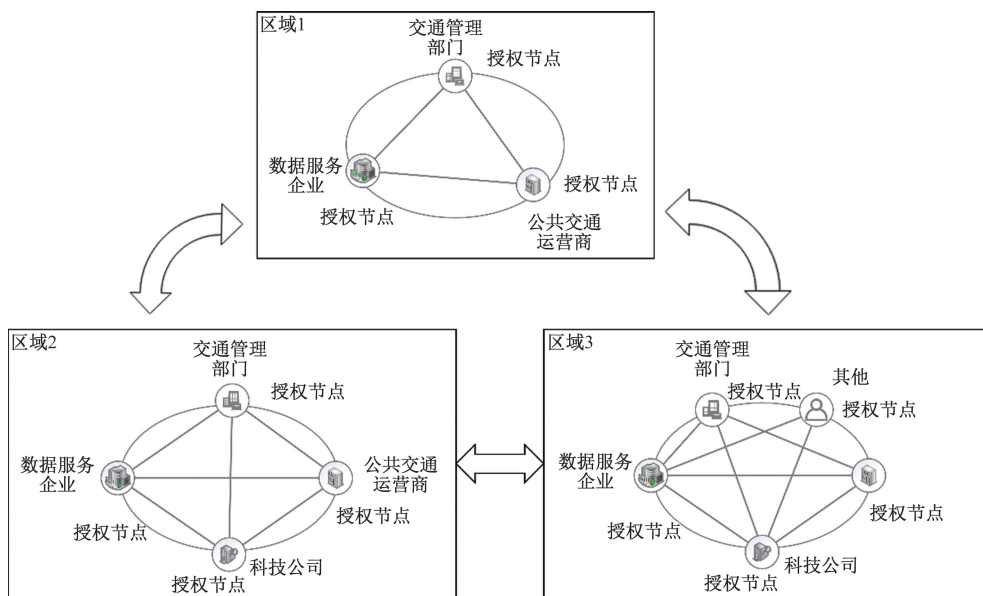 区域1
交通管理
部门
授权节点
数据服务
企业
授权节点
授权节点
公共交通
运营商
区域2
交通管理
部门
授权节点
数据服务
企业
公共交通
运营商
授权节点
授权节点
科技公司
授权节点
区域3
交通管理
部门
其他
授权节点
授权节点
数据服务
企业
授权节点
授权节点
科技公司
授权节点